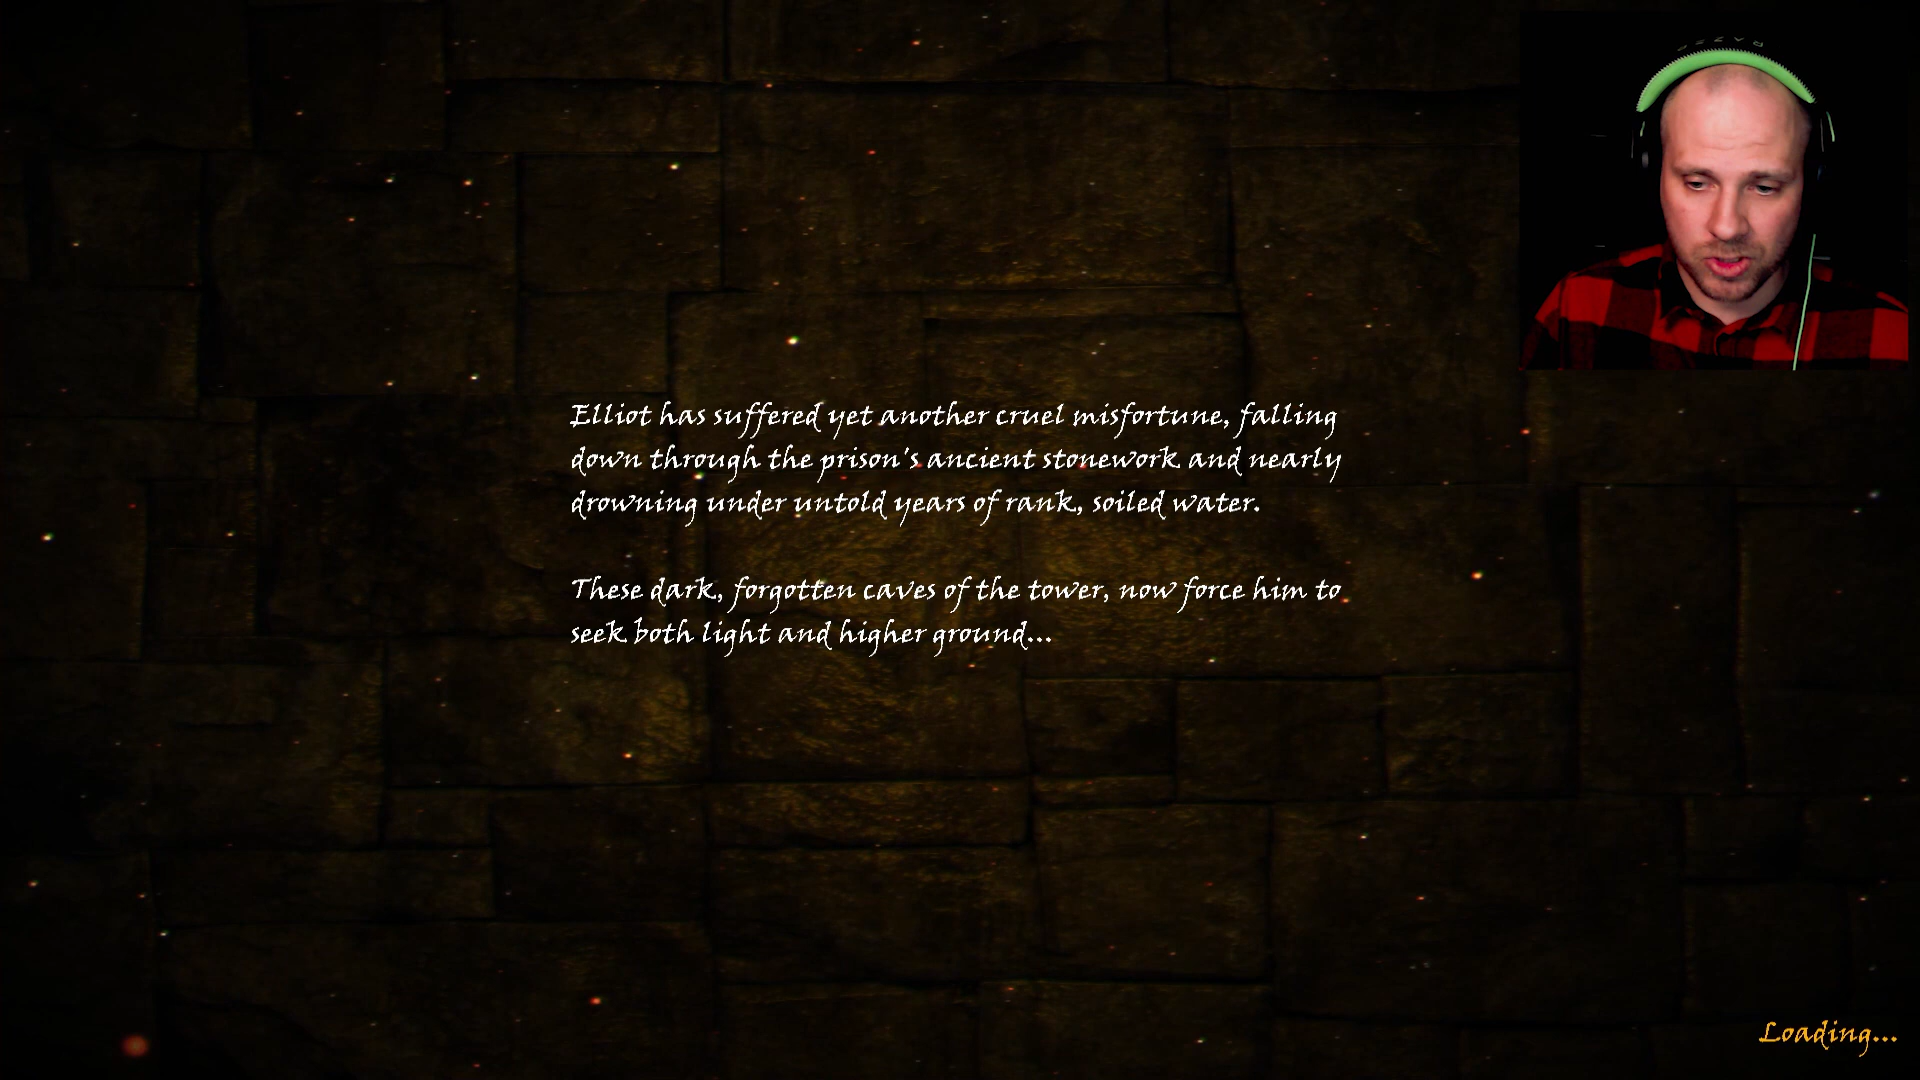 RAZER
Elliot has suffered yet another cruel misfortune, falling
down through the prison's ancient stonework and nearly
drowning under untold years of rank, soiled water.
These dark, forgotten caves of the tower, now force him to
seek both light and higher ground...
Loading...